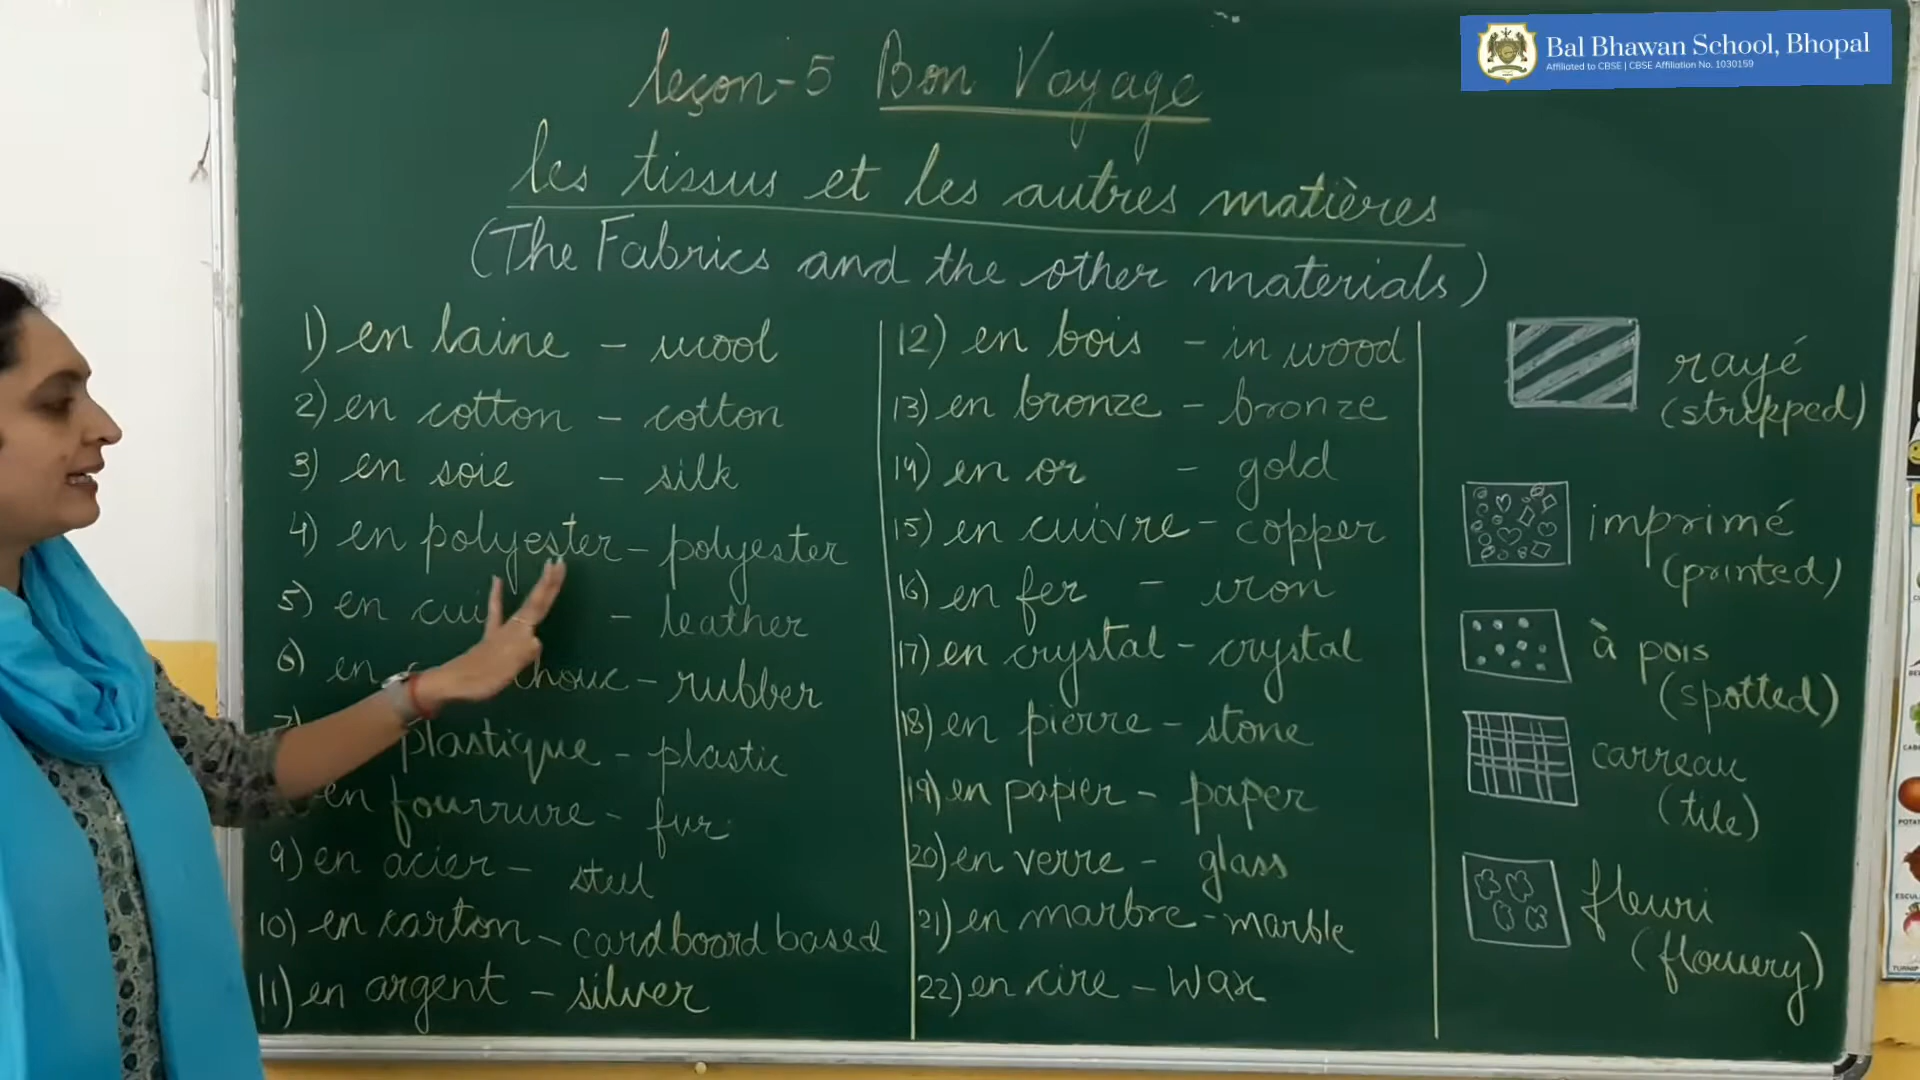 Bal Bhawan School, Bhopal
Affiliated to CBSE | CBSE Affiliation No. 1030159
leçon-5 Bon Voyage
les tissus et les autres matières
(The Fabrics and the other materials)
1) en laine - wool
2) en cotton - cotton
3) en soie - silk
4) en polyester - polyester
5) en - leather
6) en - rubber
7) plastique - plastic
en fourrure - fur
9) en acier - steel
10) en carton - cardboard based
11) en argent - silver
12) en bois - in wood
13) en bronze - bronze
14) en or - gold
15) en cuivre - copper
16) en fer - iron
17) en crystal - crystal
18) en pierre - stone
19) en papier - paper
20) en verre - glass
21) en marbre - marble
22) en cire - wax
rayé
(stripped)
imprimé
(printed)
à pois
(spotted)
carreau
(tile)
fleuri
(flowery)